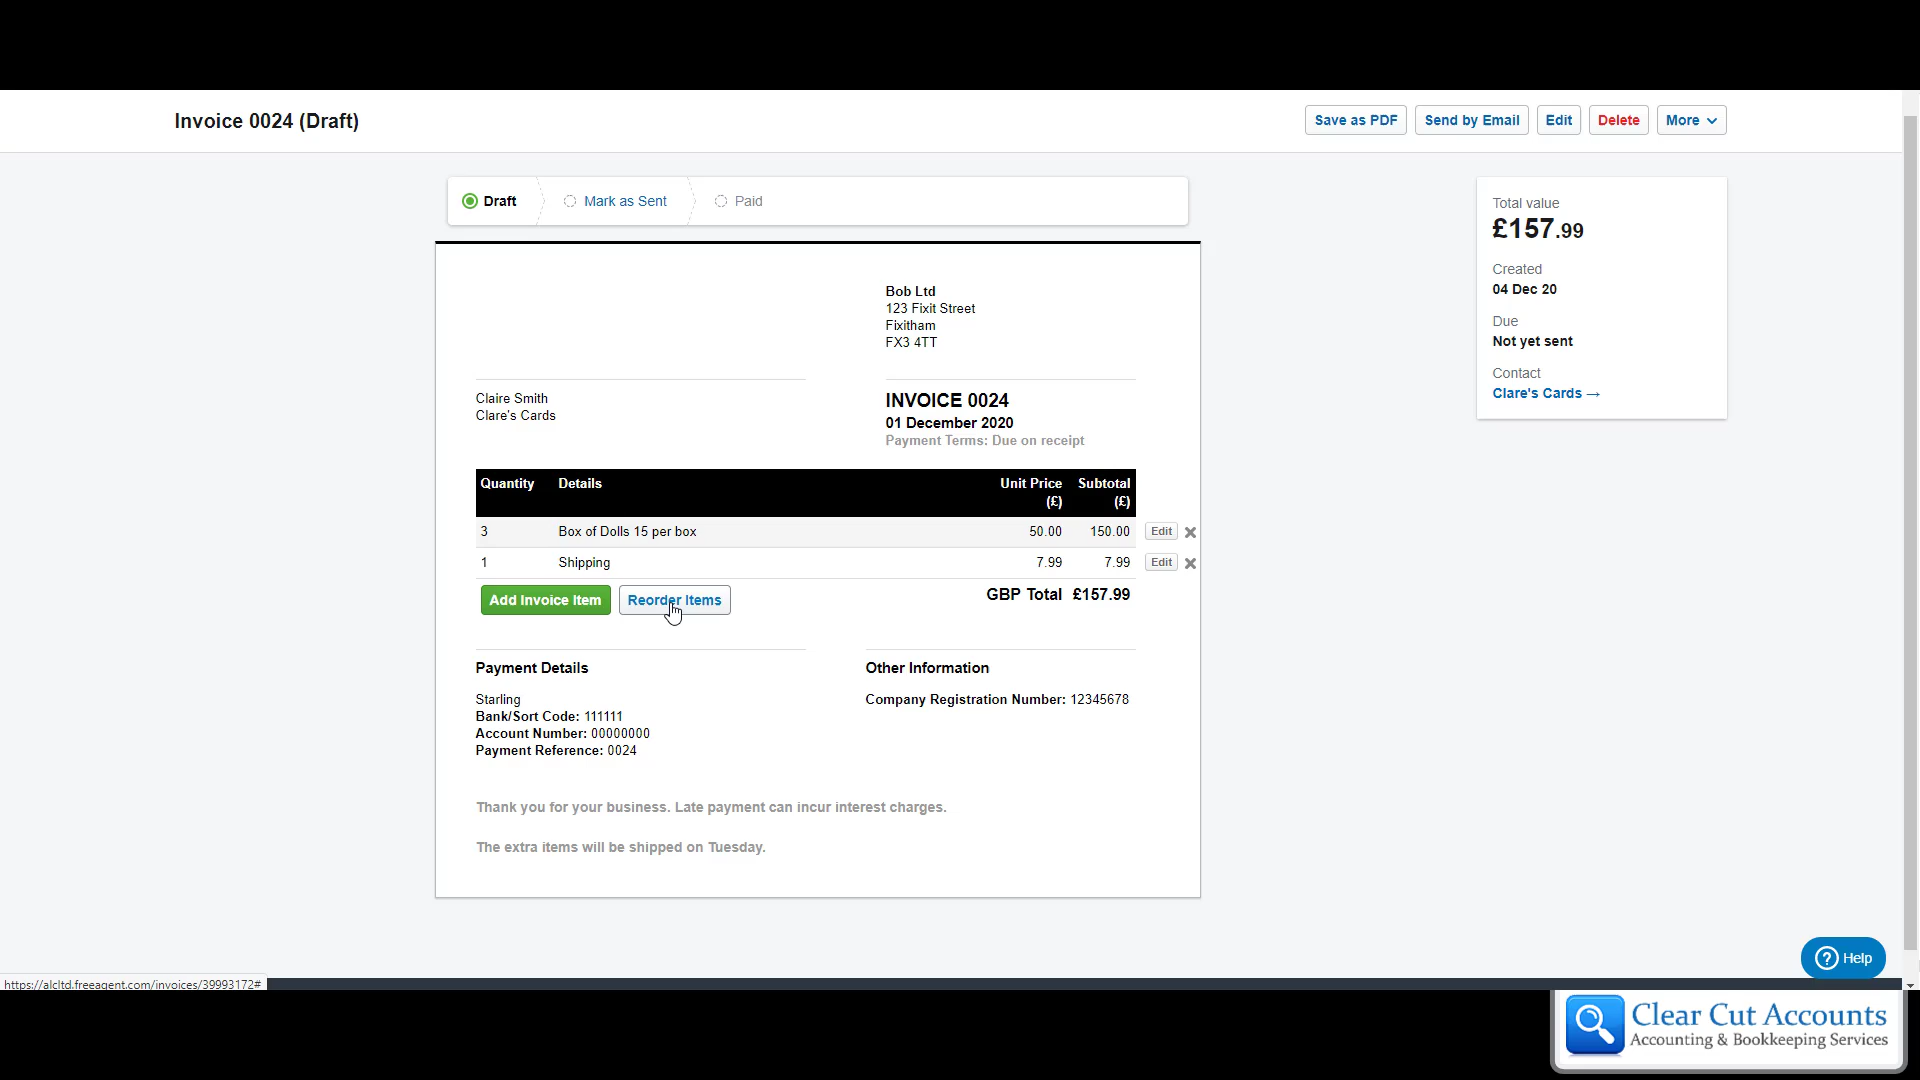 Invoice 0024 (Draft)
Save as PDF
Send by Email
Edit
Delete
More
Draft
Mark as Sent
Paid
Total value
£157.99
Created
04 Dec 20
Due
Not yet sent
Contact
Clare's Cards →
Bob Ltd
123 Fixit Street
Fixitham
FX3 4TT
Claire Smith
Clare's Cards
INVOICE 0024
01 December 2020
Payment Terms: Due on receipt
Quantity Details Unit Price (£) Subtotal (£)
3 Box of Dolls 15 per box 50.00 150.00 Edit
1 Shipping 7.99 7.99 Edit
Add Invoice Item
Reorder Items
GBP Total £157.99
Payment Details
Starling
Bank/Sort Code: 111111
Account Number: 00000000
Payment Reference: 0024
Other Information
Company Registration Number: 12345678
Thank you for your business. Late payment can incur interest charges.
The extra items will be shipped on Tuesday.
? Help
https://alcltd.freeagent.com/invoices/39993172#
Clear Cut Accounts
Accounting & Bookkeeping Services